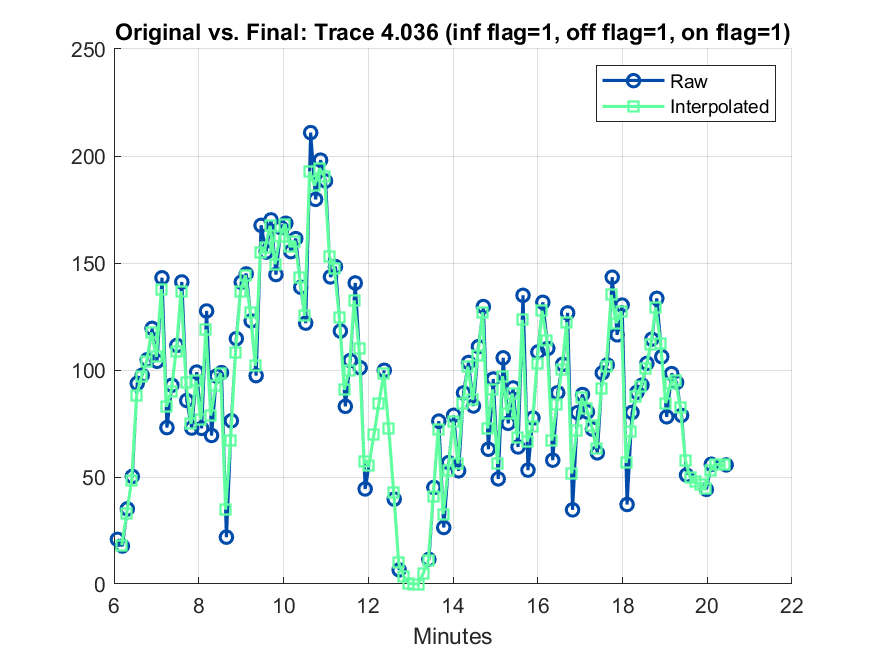 Original vs. Final: Trace 4.036 (inf flag=1, off flag=1, on flag=1)
250
200
150
100
50
0
Raw
Interpolated
6 8 10 12 14 16 18 20 22
Minutes